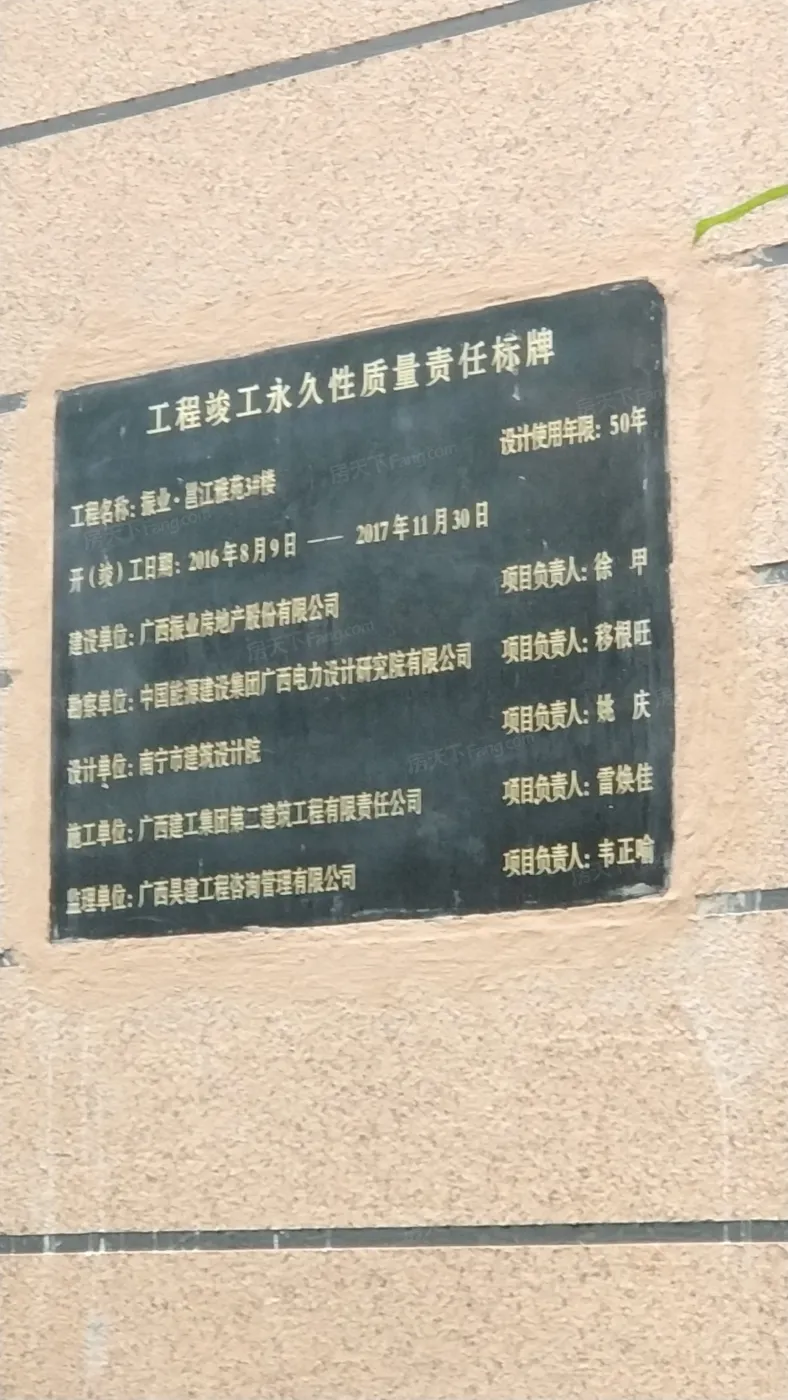 工程竣工永久性质量责任标牌
设计使用年限：50年
工程名称：振业·邕江雅苑3#楼
开（竣）工日期：2016年8月9日 —— 2017年11月30日
建设单位：广西振业房地产股份有限公司 项目负责人：徐 甲
勘察单位：中国能源建设集团广西电力设计研究院有限公司 项目负责人：移根旺
设计单位：南宁市建筑设计院 项目负责人：姚 庆
施工单位：广西建工集团第二建筑工程有限责任公司 项目负责人：雷焕佳
监理单位：广西昊建工程咨询管理有限公司 项目负责人：韦正喻
房天下Fang.com